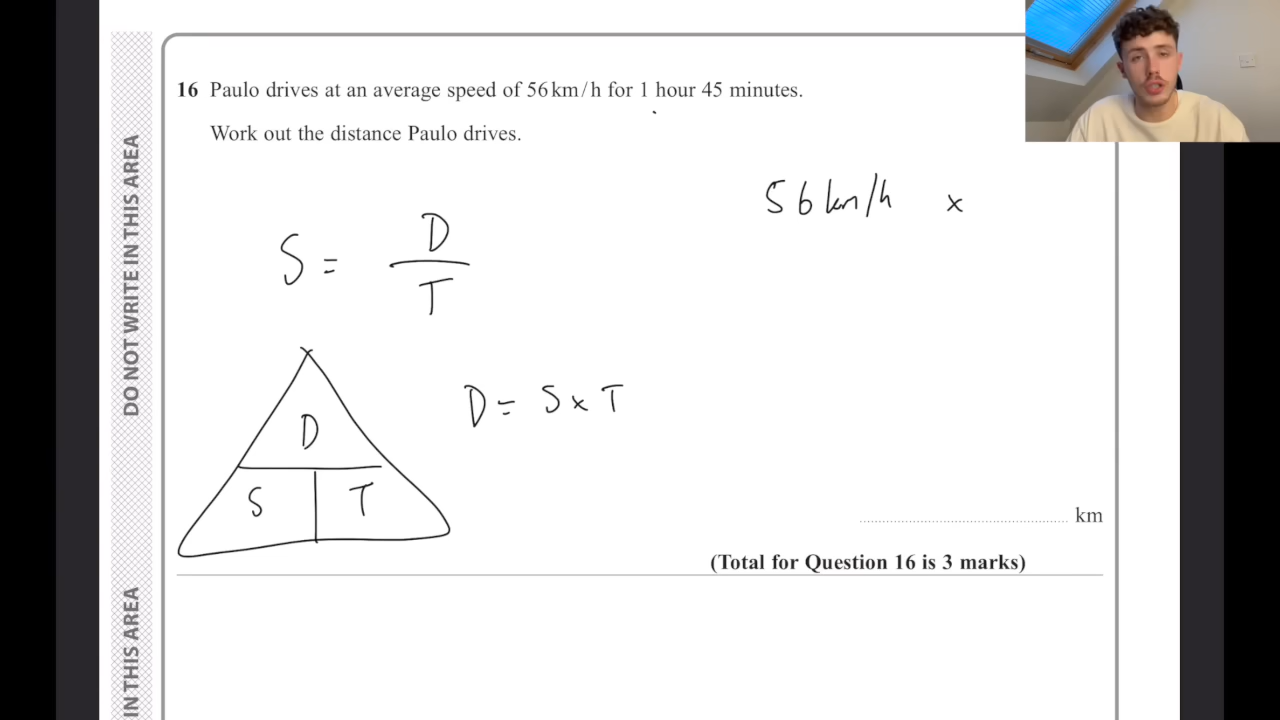 16 Paulo drives at an average speed of 56 km/h for 1 hour 45 minutes.
Work out the distance Paulo drives.
56 km/h ×
S = D
T
D = S × T
D
S T
km
(Total for Question 16 is 3 marks)
DO NOT WRITE IN THIS AREA
IN THIS AREA